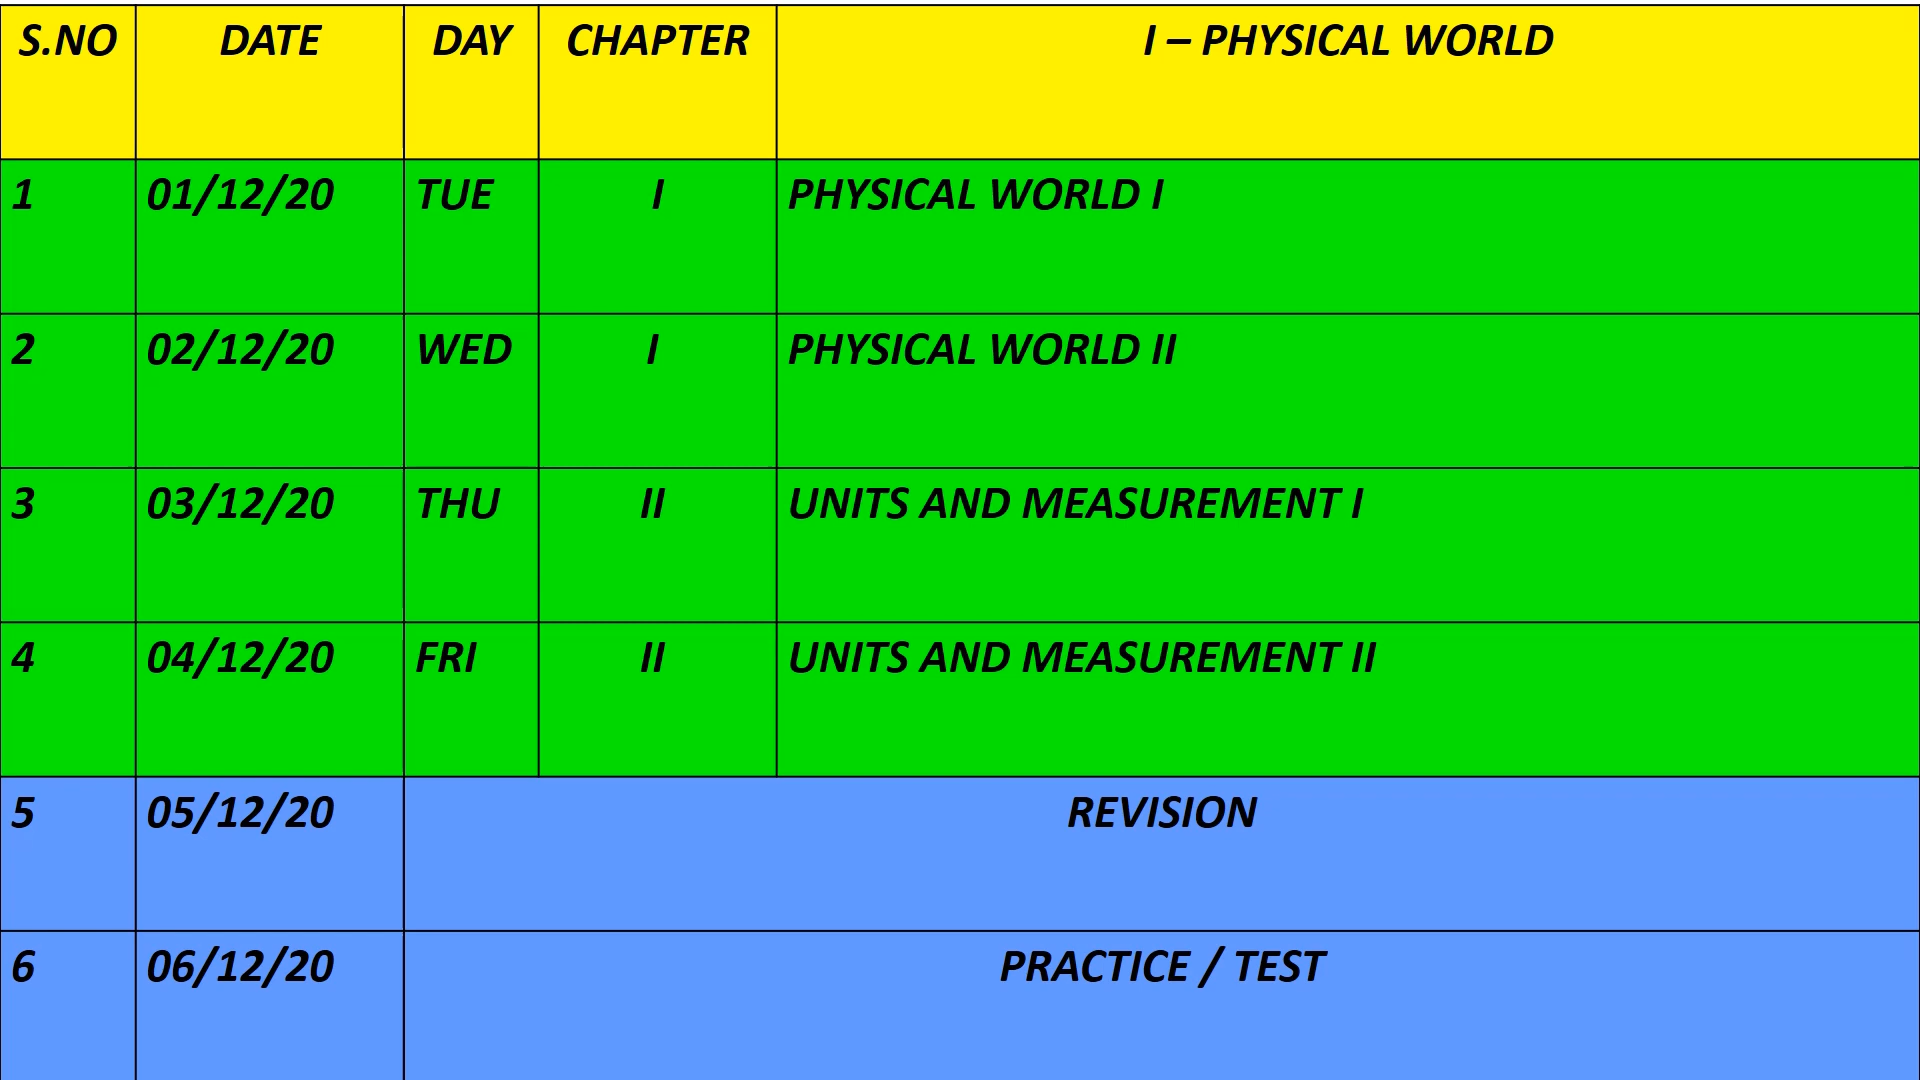 S.NO DATE DAY CHAPTER I – PHYSICAL WORLD
1 01/12/20 TUE I PHYSICAL WORLD I
2 02/12/20 WED I PHYSICAL WORLD II
3 03/12/20 THU II UNITS AND MEASUREMENT I
4 04/12/20 FRI II UNITS AND MEASUREMENT II
5 05/12/20 REVISION
6 06/12/20 PRACTICE / TEST